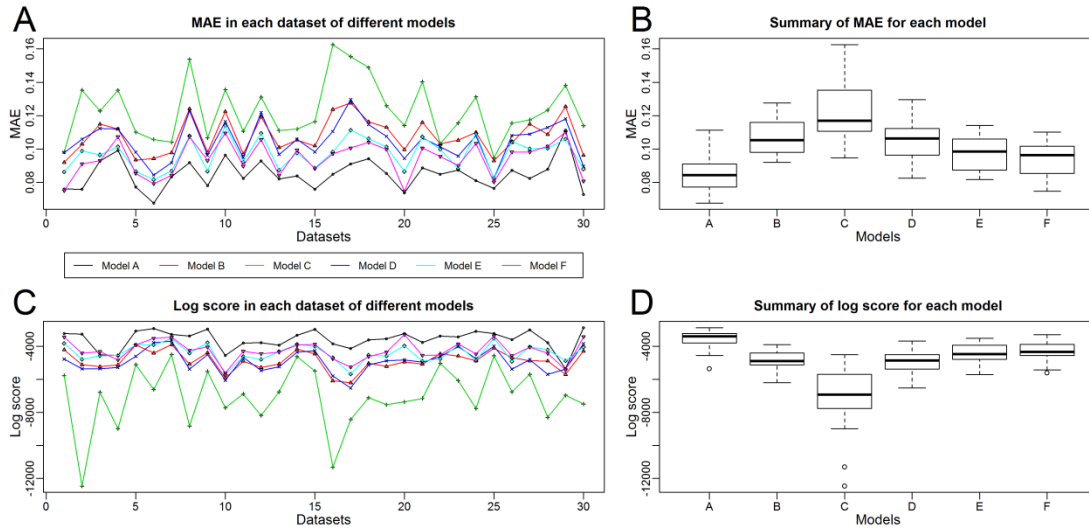 A
MAE in each dataset of different models
MAE
0.08 0.10 0.12 0.14 0.16
0 5 10 15 20 25 30
Datasets
B
Summary of MAE for each model
MAE
0.08 0.10 0.12 0.14 0.16
A B C D E F
Models
Model A Model B Model C Model D Model E Model F
C
Log score in each dataset of different models
Log score
-12000 -8000 -4000
0 5 10 15 20 25 30
Datasets
D
Summary of log score for each model
Log score
-12000 -8000 -4000
A B C D E F
Models